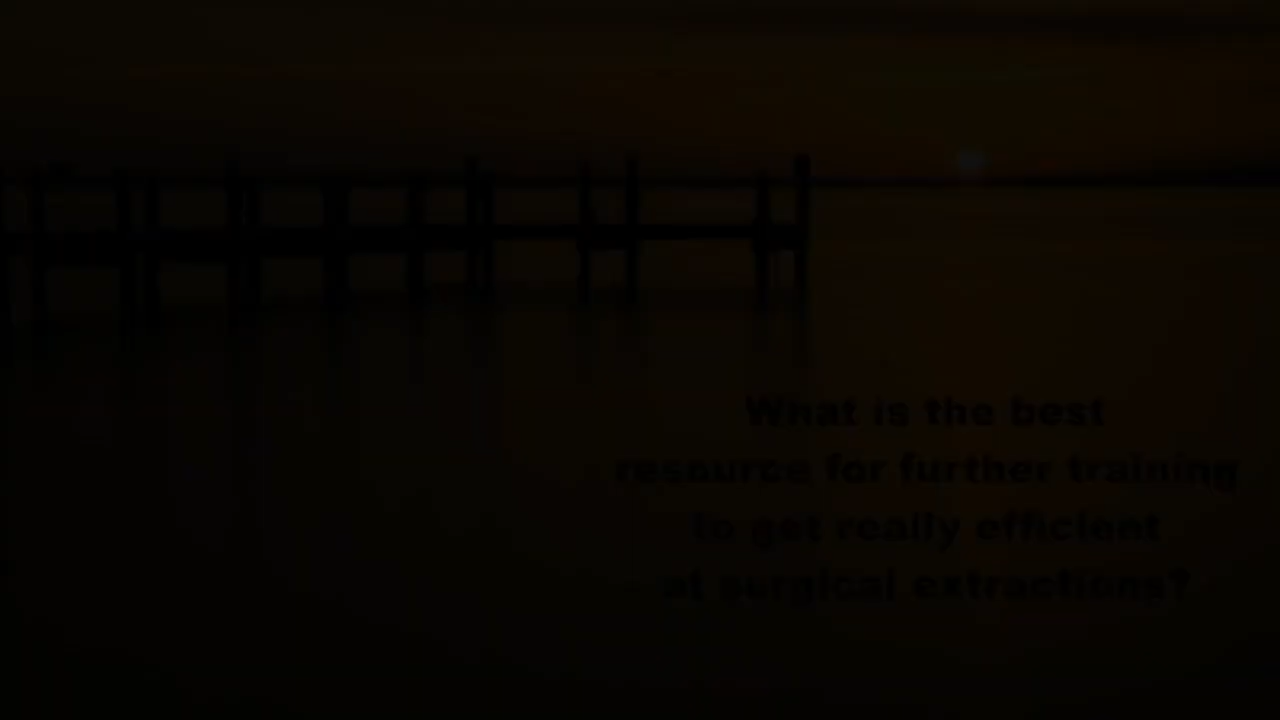 What is the best
resource for further training
to get really efficient
at surgical extractions?